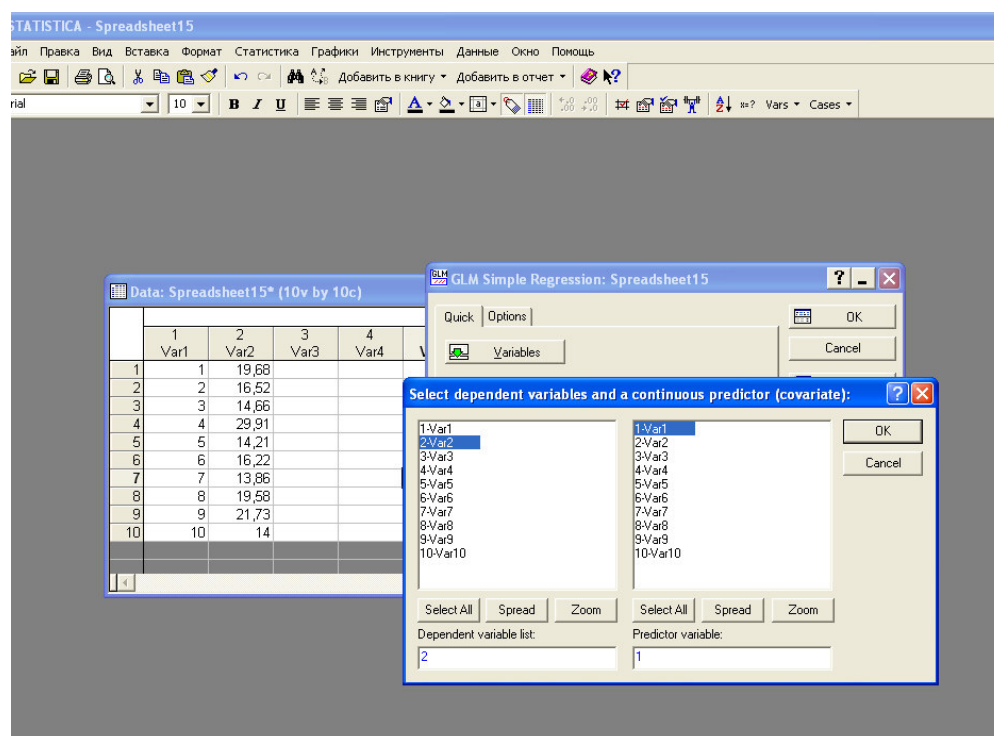 STATISTICA - Spreadsheet15
айл Правка Вид Вставка Формат Статистика Графики Инструменты Данные Окно Помощь
Добавить в книгу Добавить в отчет
rial 10 B I U Vars Cases
Data: Spreadsheet15* (10v by 10c)
1 2 3 4
Var1 Var2 Var3 Var4
1 1 19,68
2 2 16,52
3 3 14,66
4 4 29,91
5 5 14,21
6 6 16,22
7 7 13,86
8 8 19,58
9 9 21,73
10 10 14
GLM Simple Regression: Spreadsheet15
Quick Options
OK
Variables
Cancel
Select dependent variables and a continuous predictor (covariate):
1-Var1
2-Var2
3-Var3
4-Var4
5-Var5
6-Var6
7-Var7
8-Var8
9-Var9
10-Var10
Select All Spread Zoom
Dependent variable list:
2
1-Var1
2-Var2
3-Var3
4-Var4
5-Var5
6-Var6
7-Var7
8-Var8
9-Var9
10-Var10
Select All Spread Zoom
Predictor variable:
1
OK
Cancel